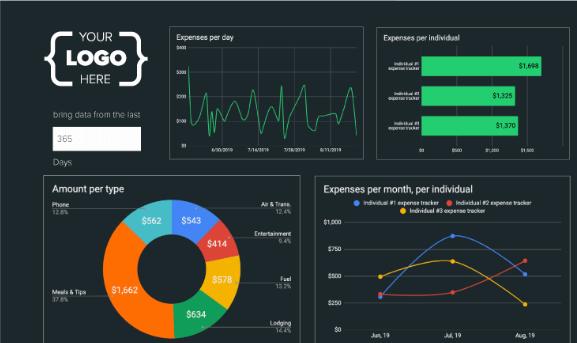 YOUR
LOGO
HERE
bring data from the last
365
Days
Expenses per day
$400
$300
$200
$100
$0
6/30/2019
7/14/2019
7/28/2019
8/11/2019
Expenses per individual
Individual #1
expense tracker
$1,698
Individual #2
expense tracker
$1,325
Individual #3
expense tracker
$1,370
$0
$500
$1,000
$1,500
Amount per type
Phone
12.8%
Air & Trans.
12.4%
Entertainment
9.4%
Fuel
13.2%
Lodging
14.4%
Meals & Tips
37.8%
$562
$543
$414
$578
$634
$1,662
Expenses per month, per individual
Individual #1 expense tracker
Individual #2 expense tracker
Individual #3 expense tracker
$1,000
$750
$500
$250
$0
Jun, 19
Jul, 19
Aug, 19